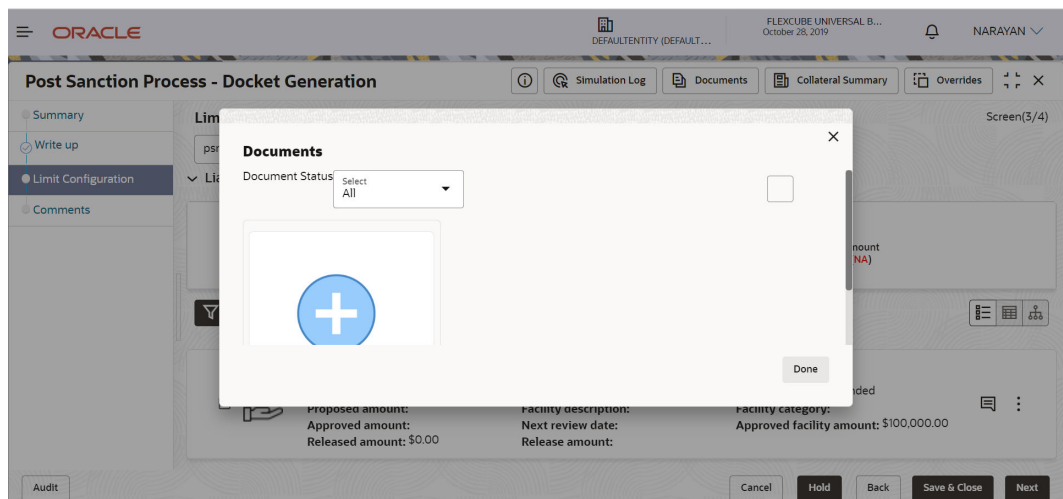 ORACLE
DEFAULTENTITY (DEFAULT...
FLEXCUBE UNIVERSAL B...
October 28, 2019
NARAYAN
Post Sanction Process - Docket Generation
Simulation Log
Documents
Collateral Summary
Overrides
Summary
Write up
Limit Configuration
Comments
Lim
Screen(3/4)
psr
Documents
Document Status
Select
All
nount
NA)
Done
nded
Proposed amount:
Facility description:
Facility category:
Approved amount:
Next review date:
Approved facility amount: $100,000.00
Released amount: $0.00
Release amount:
Audit
Cancel
Hold
Back
Save & Close
Next